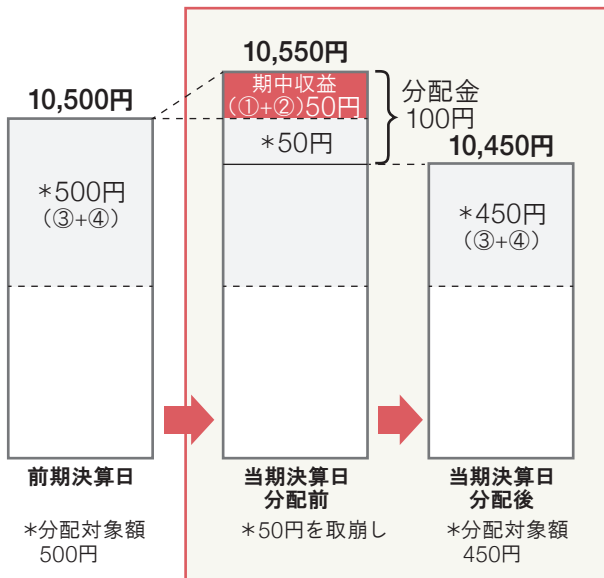 10,500円
＊500円
（③+④）
前期決算日
＊分配対象額
500円
10,550円
期中収益
（①+②）50円
＊50円
分配金
100円
当期決算日
分配前
＊50円を取崩し
10,450円
＊450円
（③+④）
当期決算日
分配後
＊分配対象額
450円